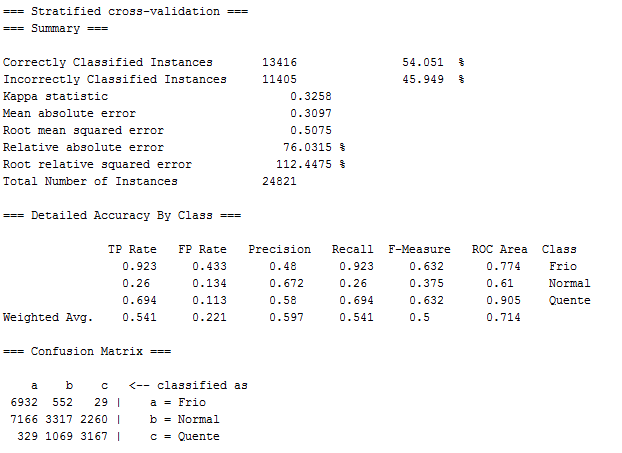 === Stratified cross-validation ===
=== Summary ===
Correctly Classified Instances 13416 54.051 %
Incorrectly Classified Instances 11405 45.949 %
Kappa statistic 0.3258
Mean absolute error 0.3097
Root mean squared error 0.5075
Relative absolute error 76.0315 %
Root relative squared error 112.4475 %
Total Number of Instances 24821
=== Detailed Accuracy By Class ===
TP Rate FP Rate Precision Recall F-Measure ROC Area Class
0.923 0.433 0.48 0.923 0.632 0.774 Frio
0.26 0.134 0.672 0.26 0.375 0.61 Normal
0.694 0.113 0.58 0.694 0.632 0.905 Quente
Weighted Avg. 0.541 0.221 0.597 0.541 0.5 0.714
=== Confusion Matrix ===
a b c <-- classified as
6932 552 29 | a = Frio
7166 3317 2260 | b = Normal
329 1069 3167 | c = Quente